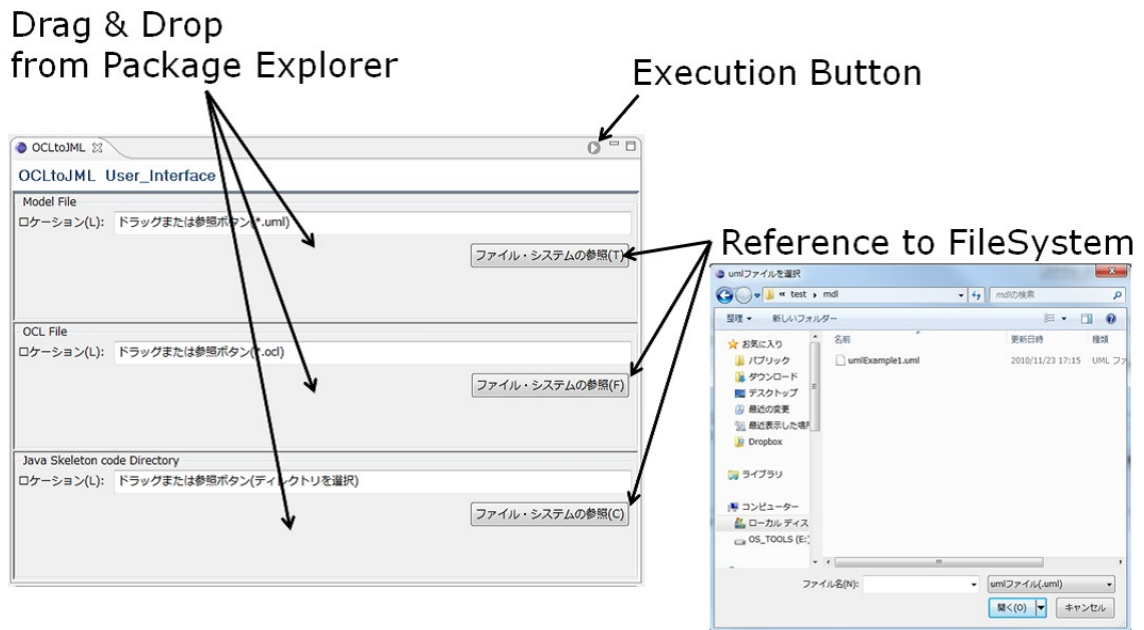 Drag & Drop
from Package Explorer
Execution Button
OCLtoJML
OCLtoJML User_Interface
Model File
ロケーション(L): ドラッグまたは参照ボタン(*.uml)
ファイル・システムの参照(T)
OCL File
ロケーション(L): ドラッグまたは参照ボタン(*.ocl)
ファイル・システムの参照(F)
Java Skeleton code Directory
ロケーション(L): ドラッグまたは参照ボタン(ディレクトリを選択)
ファイル・システムの参照(C)
Reference to FileSystem
umlファイルを選択
« test mdl
mdlの検索
整理 新しいフォルダー
お気に入り
パブリック
ダウンロード
デスクトップ
最近の変更
最近表示した場所
Dropbox
ライブラリ
コンピューター
ローカル ディス
OS_TOOLS (E:)
名前 更新日時 種類
umlExample1.uml 2010/11/23 17:15 UML ファ
ファイル名(N):
umlファイル(.uml)
開く(O)
キャンセル